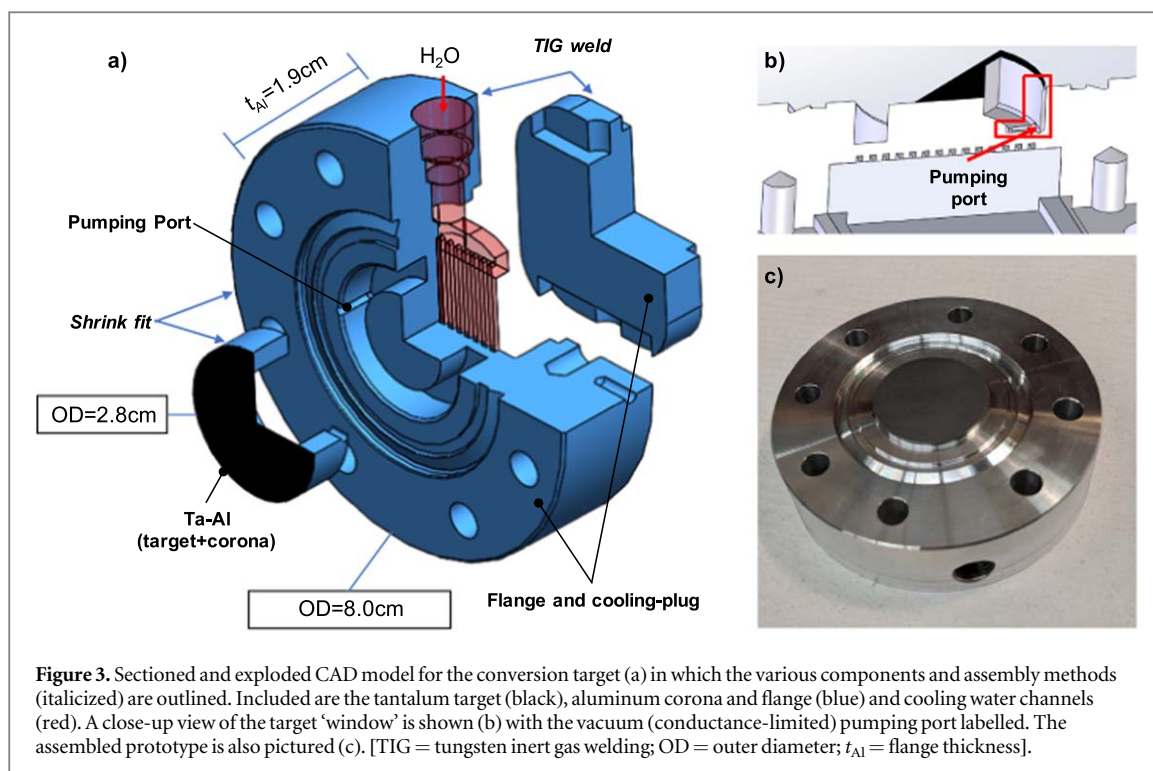 a)
H₂O
TIG weld
t_Al=1.9cm
Pumping Port
Shrink fit
OD=2.8cm
Ta-Al
(target+corona)
OD=8.0cm
Flange and cooling-plug
b)
Pumping
port
c)
Figure 3. Sectioned and exploded CAD model for the conversion target (a) in which the various components and assembly methods
(italicized) are outlined. Included are the tantalum target (black), aluminum corona and flange (blue) and cooling water channels
(red). A close-up view of the target ‘window’ is shown (b) with the vacuum (conductance-limited) pumping port labelled. The
assembled prototype is also pictured (c). [TIG = tungsten inert gas welding; OD = outer diameter; t_Al = flange thickness].